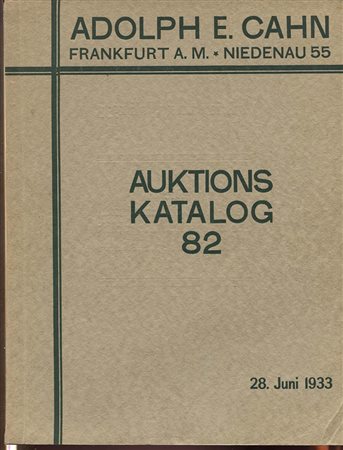 ADOLPH E. CAHN
FRANKFURT A. M. * NIEDENAU 55
AUKTIONS
KATALOG
82
28. Juni 1933